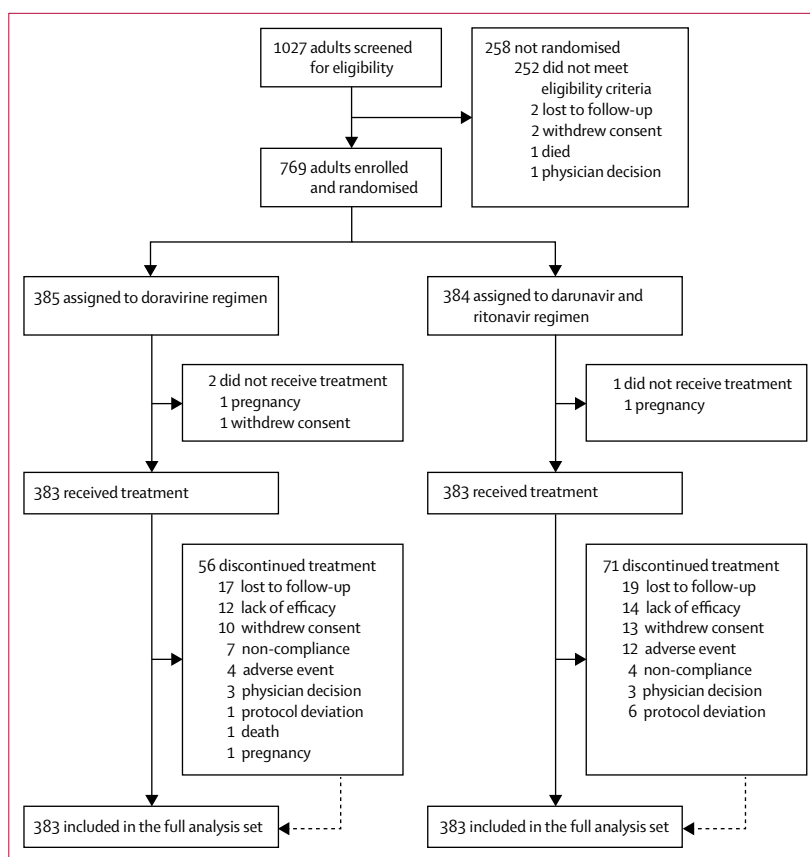 1027 adults screened
for eligibility
258 not randomised
252 did not meet
eligibility criteria
2 lost to follow-up
2 withdrew consent
1 died
1 physician decision
769 adults enrolled
and randomised
385 assigned to doravirine regimen
384 assigned to darunavir and
ritonavir regimen
2 did not receive treatment
1 pregnancy
1 withdrew consent
1 did not receive treatment
1 pregnancy
383 received treatment
383 received treatment
56 discontinued treatment
17 lost to follow-up
12 lack of efficacy
10 withdrew consent
7 non-compliance
4 adverse event
3 physician decision
1 protocol deviation
1 death
1 pregnancy
71 discontinued treatment
19 lost to follow-up
14 lack of efficacy
13 withdrew consent
12 adverse event
4 non-compliance
3 physician decision
6 protocol deviation
383 included in the full analysis set
383 included in the full analysis set